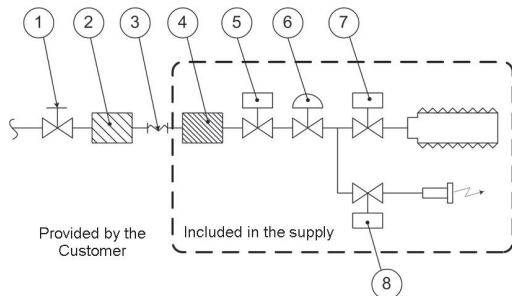 1
2
3
4
5
6
7
Provided by the
Customer
Included in the supply
8